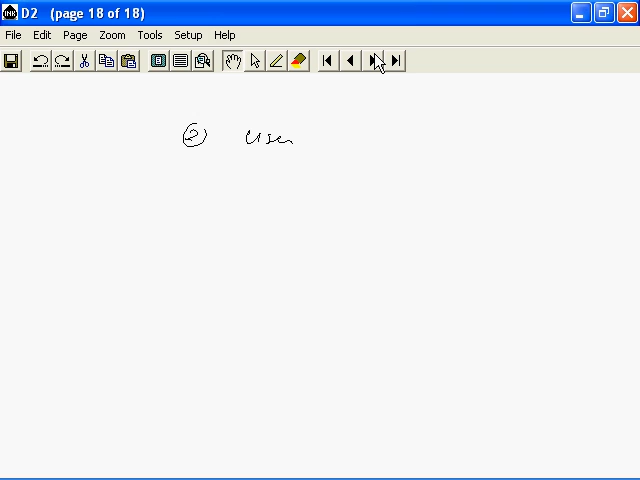 D2 (page 18 of 18)
File Edit Page Zoom Tools Setup Help
② User